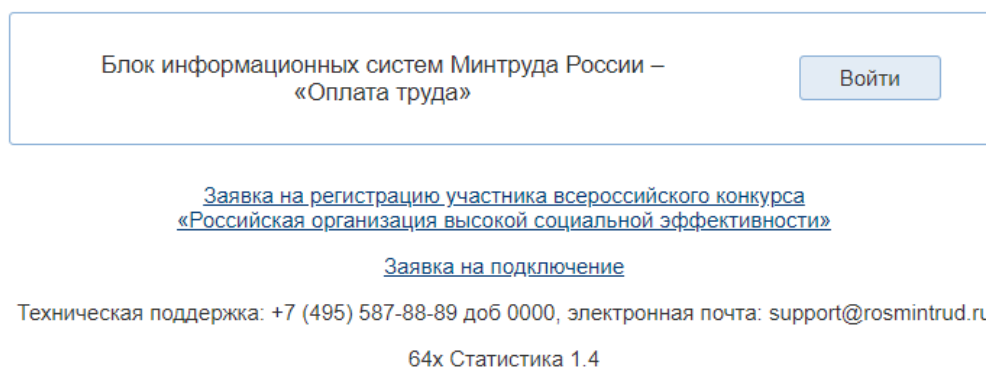 Блок информационных систем Минтруда России –
«Оплата труда»
Войти
Заявка на регистрацию участника всероссийского конкурса
«Российская организация высокой социальной эффективности»
Заявка на подключение
Техническая поддержка: +7 (495) 587-88-89 доб 0000, электронная почта: support@rosmintrud.ru
64x Статистика 1.4